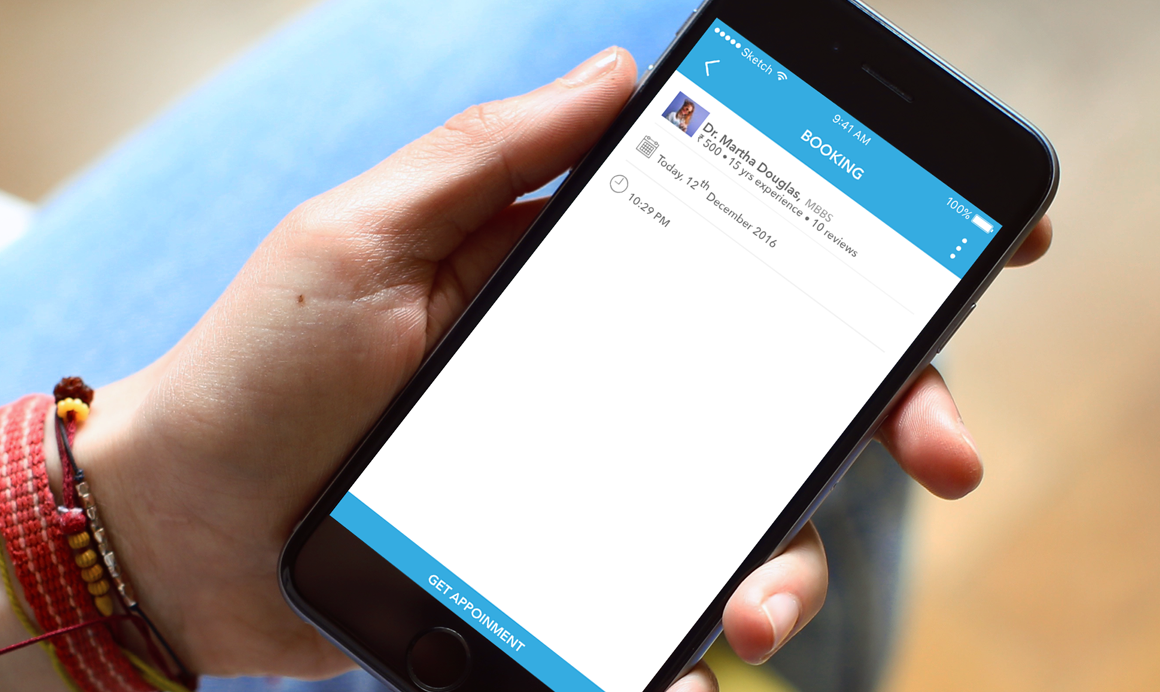 Sketch
9:41 AM
100%
BOOKING
Dr. Martha Douglas, MBBS
₹ 500 • 15 yrs experience • 10 reviews
Today, 12th December 2016
10:29 PM
GET APPOINMENT